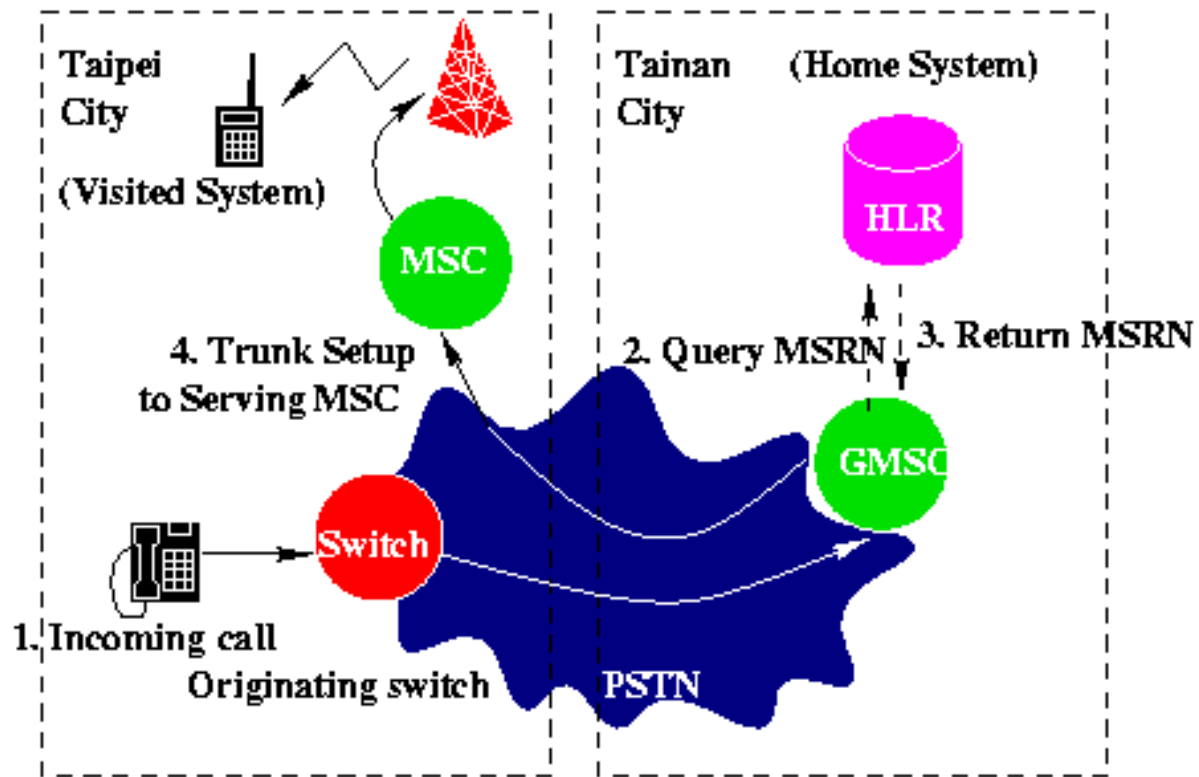 Taipei
City
(Visited System)
MSC
4. Trunk Setup
to Serving MSC
Switch
1. Incoming call
Originating switch
PSTN
Tainan (Home System)
City
HLR
2. Query MSRN
3. Return MSRN
GMSC